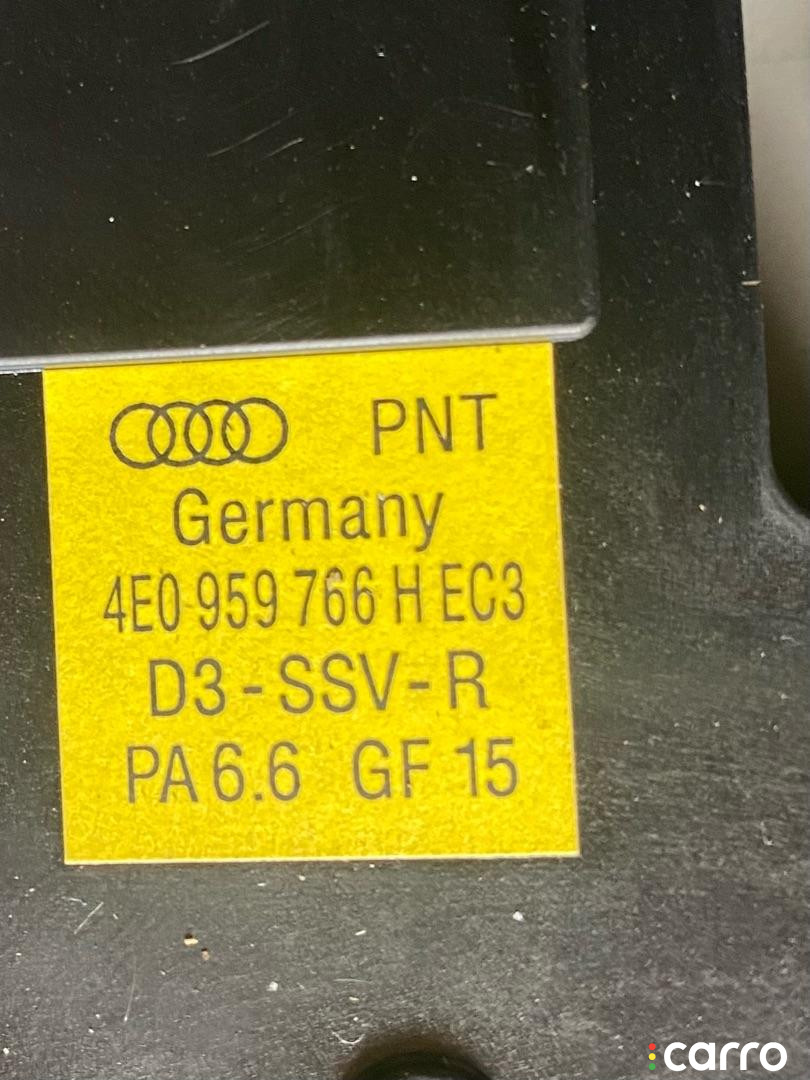 PNT
Germany
4E0 959 766 H EC3
D3-SSV-R
PA 6.6 GF 15
carro